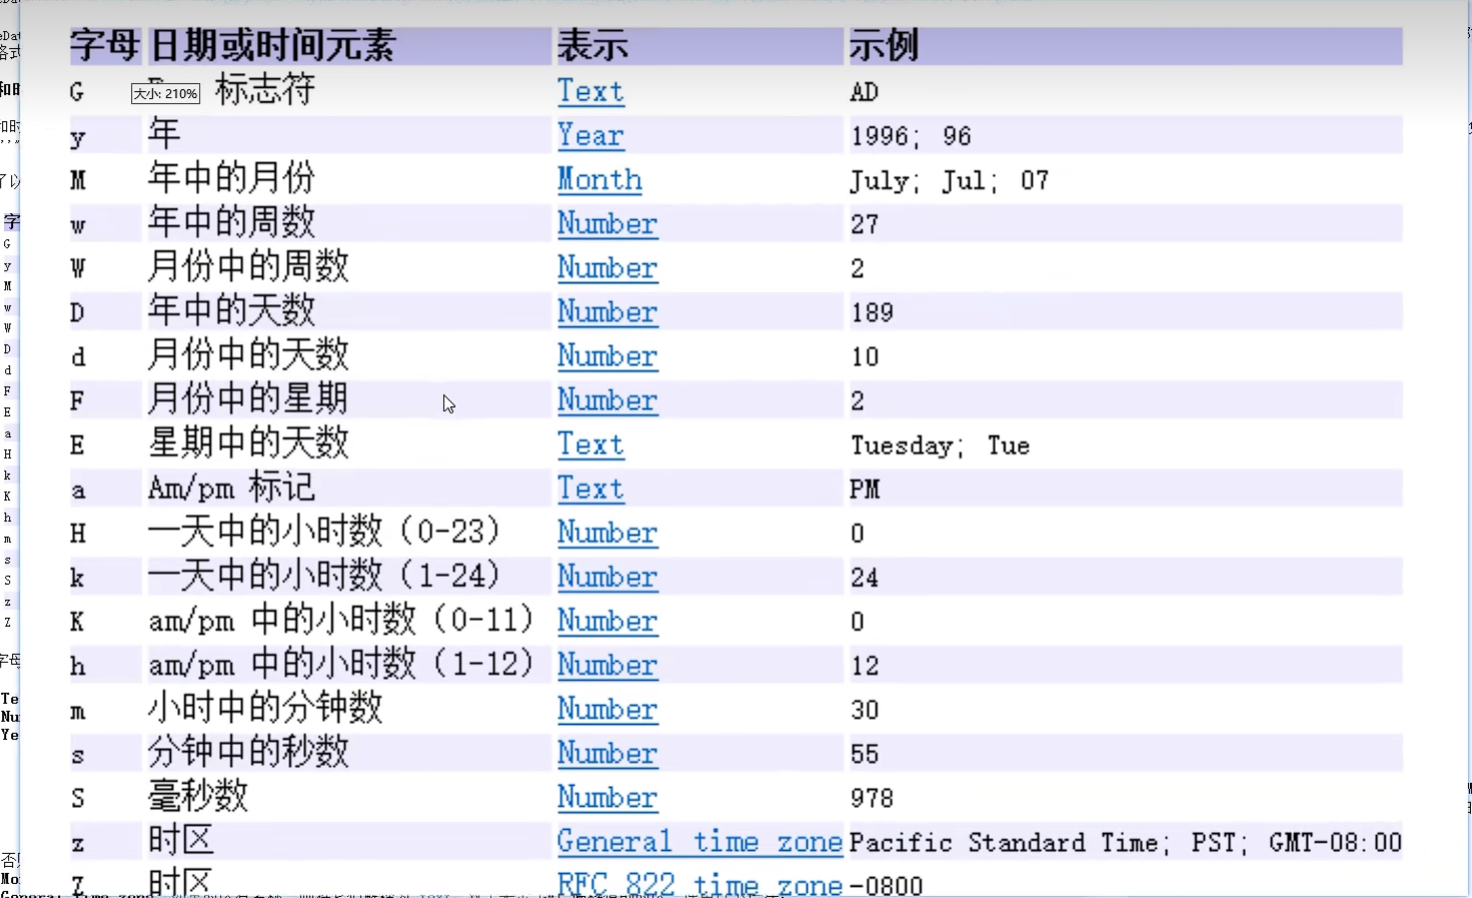 字母 日期或时间元素 表示 示例
G 标志符 Text AD
大小: 210%
y 年 Year 1996; 96
M 年中的月份 Month July; Jul; 07
w 年中的周数 Number 27
W 月份中的周数 Number 2
D 年中的天数 Number 189
d 月份中的天数 Number 10
F 月份中的星期 Number 2
E 星期中的天数 Text Tuesday; Tue
a Am/pm 标记 Text PM
H 一天中的小时数（0-23） Number 0
k 一天中的小时数（1-24） Number 24
K am/pm 中的小时数（0-11） Number 0
h am/pm 中的小时数（1-12） Number 12
m 小时中的分钟数 Number 30
s 分钟中的秒数 Number 55
S 毫秒数 Number 978
z 时区 General time zone Pacific Standard Time; PST; GMT-08:00
Z 时区 RFC 822 time zone -0800